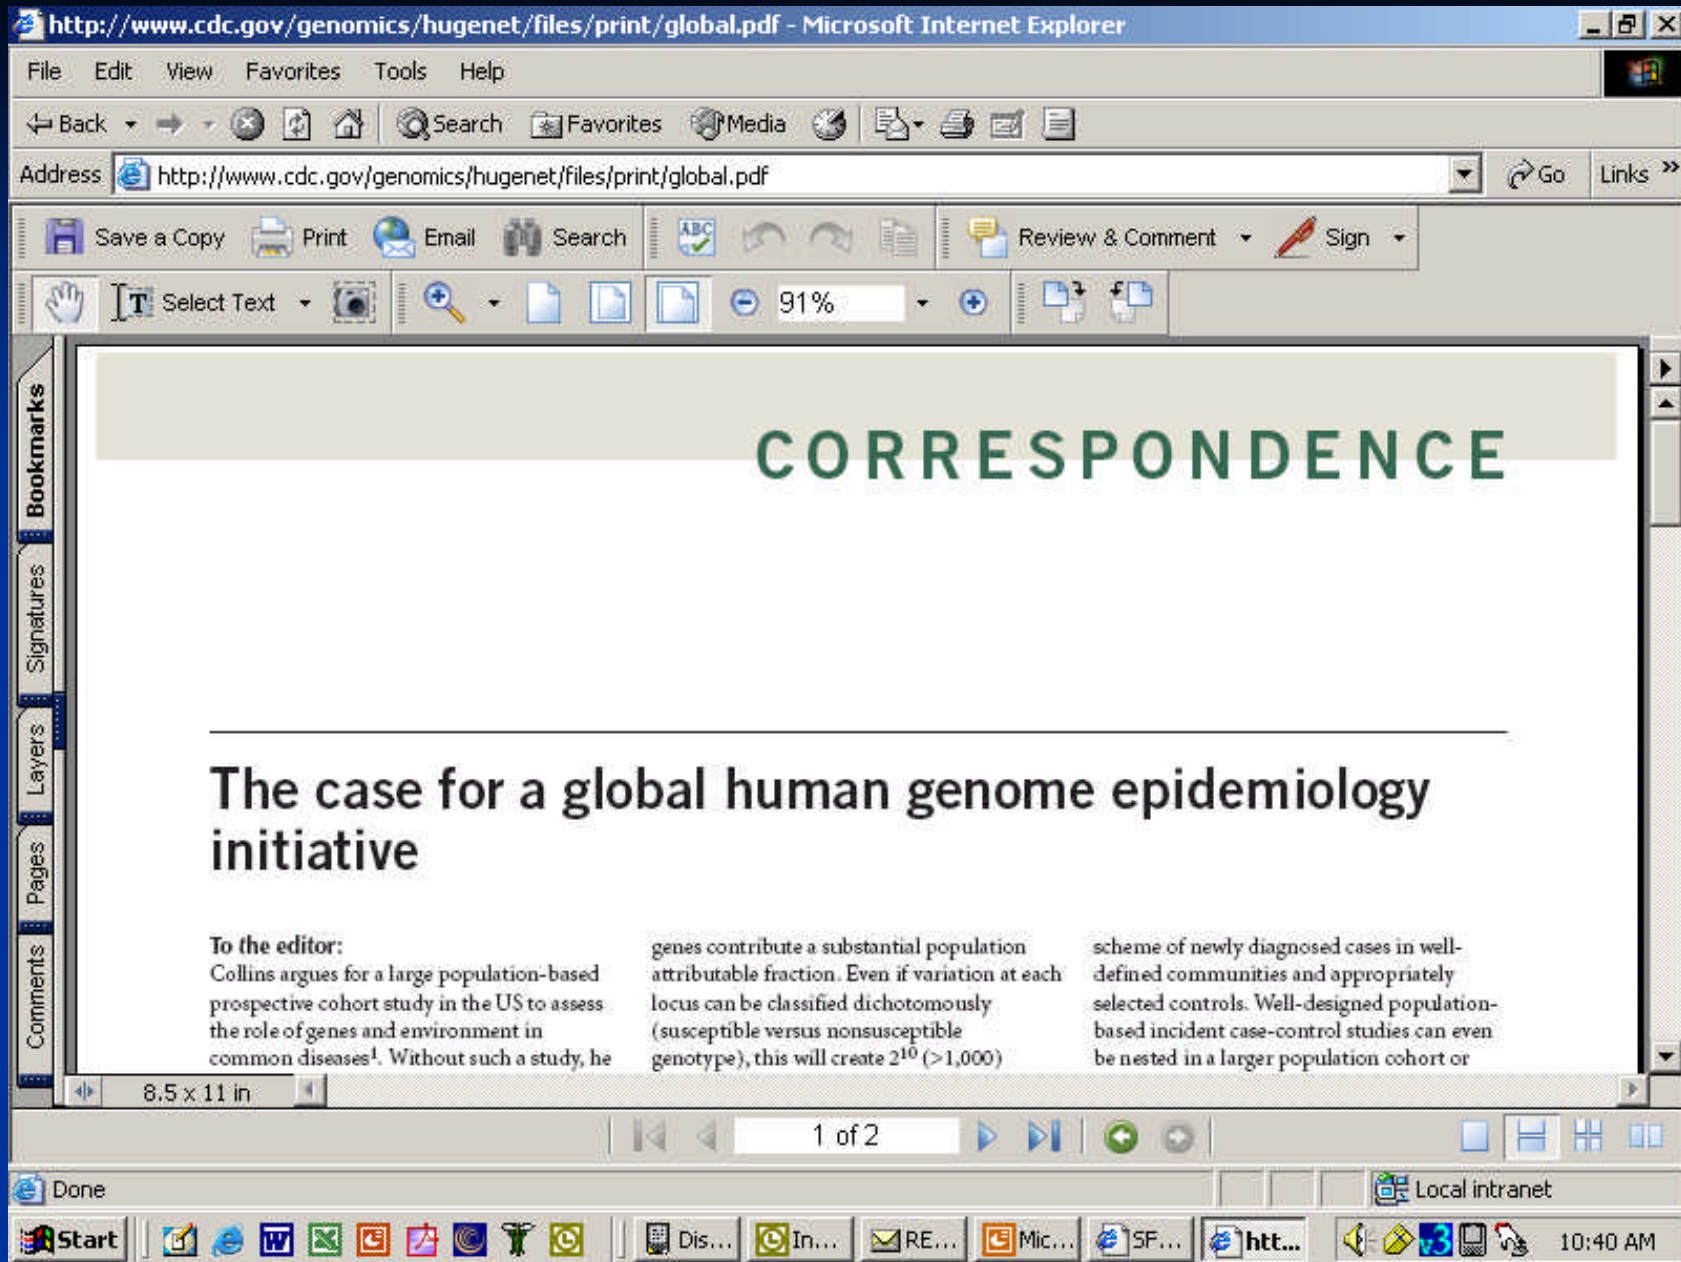 http://www.cdc.gov/genomics/hugenet/files/print/global.pdf - Microsoft Internet Explorer
File Edit View Favorites Tools Help
Back Search Favorites Media
Address http://www.cdc.gov/genomics/hugenet/files/print/global.pdf Go Links »
Save a Copy Print Email Search ABC Review & Comment Sign
T Select Text 91%
Bookmarks
Signatures
Layers
Pages
Comments
CORRESPONDENCE
The case for a global human genome epidemiology
initiative
To the editor:
Collins argues for a large population-based
prospective cohort study in the US to assess
the role of genes and environment in
common diseases¹. Without such a study, he
genes contribute a substantial population
attributable fraction. Even if variation at each
locus can be classified dichotomously
(susceptible versus nonsusceptible
genotype), this will create 2¹⁰ (>1,000)
scheme of newly diagnosed cases in well-
defined communities and appropriately
selected controls. Well-designed population-
based incident case-control studies can even
be nested in a larger population cohort or
8.5 x 11 in
1 of 2
Done Local intranet
Start W Dis... In... RE... Mic... SF... htt... v3 10:40 AM